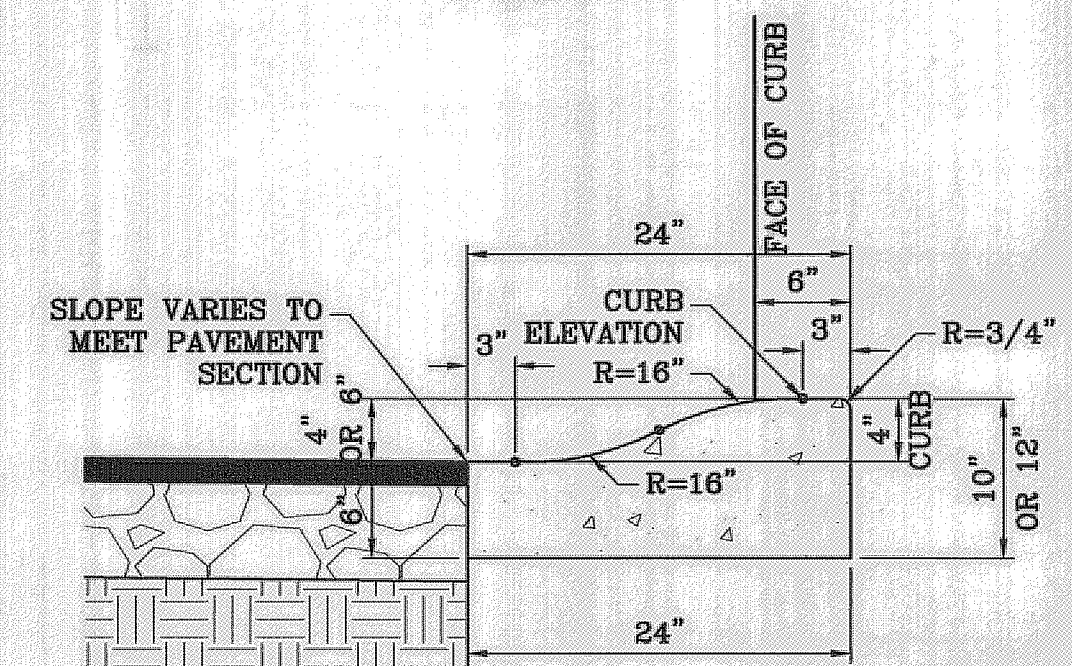 FACE OF CURB
24”
6”
SLOPE VARIES TO
MEET PAVEMENT
SECTION
CURB
ELEVATION
3”
3”
R=3/4”
R=16”
4”
OR 6”
4”
CURB
10”
OR 12”
R=16”
6”
24”